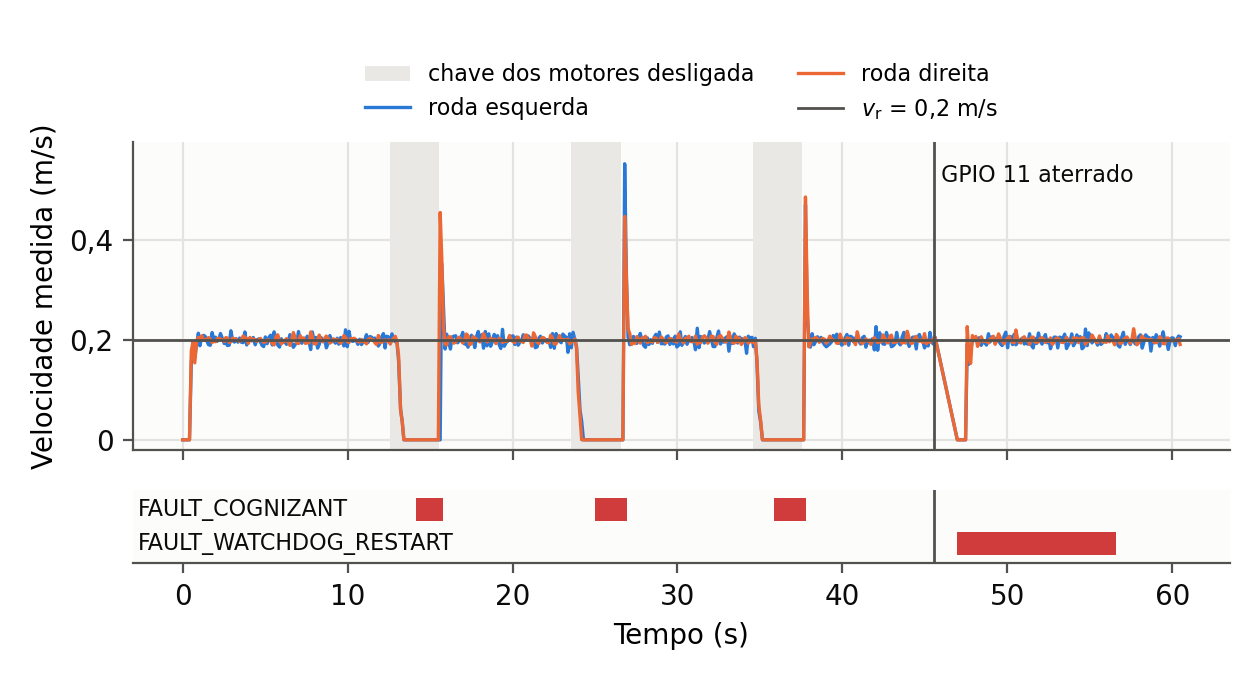 chave dos motores desligada
roda esquerda
roda direita
vr = 0,2 m/s
Velocidade medida (m/s)
0,4
0,2
0
GPIO 11 aterrado
FAULT_COGNIZANT
FAULT_WATCHDOG_RESTART
0 10 20 30 40 50 60
Tempo (s)